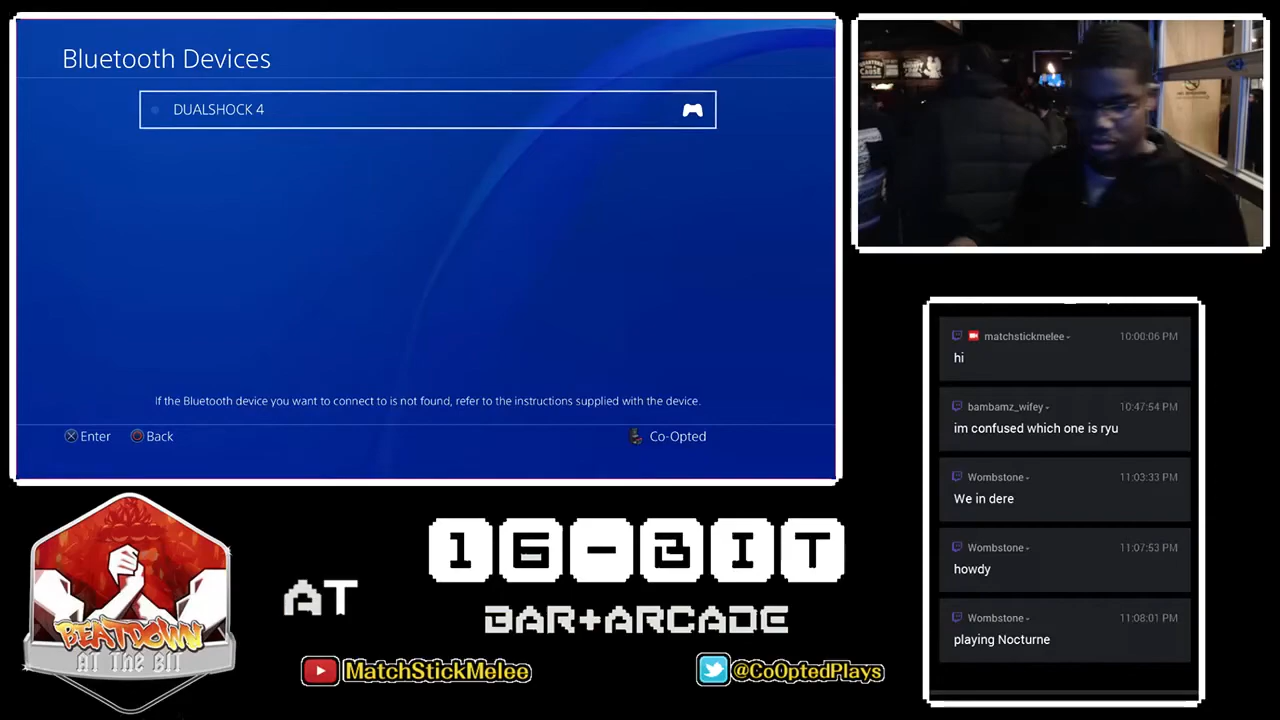 Bluetooth Devices
DUALSHOCK 4
If the Bluetooth device you want to connect to is not found, refer to the instructions supplied with the device.
Enter
Back
Co-Opted
matchstickmelee
10:00:06 PM
hi
bambamz_wifey
10:47:54 PM
im confused which one is ryu
Wombstone
11:03:33 PM
We in dere
Wombstone
11:07:53 PM
howdy
Wombstone
11:08:01 PM
playing Nocturne
BEATDOWN
AT THE BIT
AT
16-BIT
BAR+ARCADE
MatchStickMelee
@CoOptedPlays